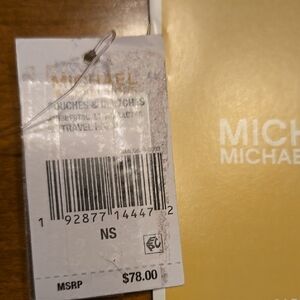 MICHAEL
POUCHES & CLUTCHES
TRAVEL
1 92877 14447 2
NS
MSRP $78.00
MICH
MICHAE